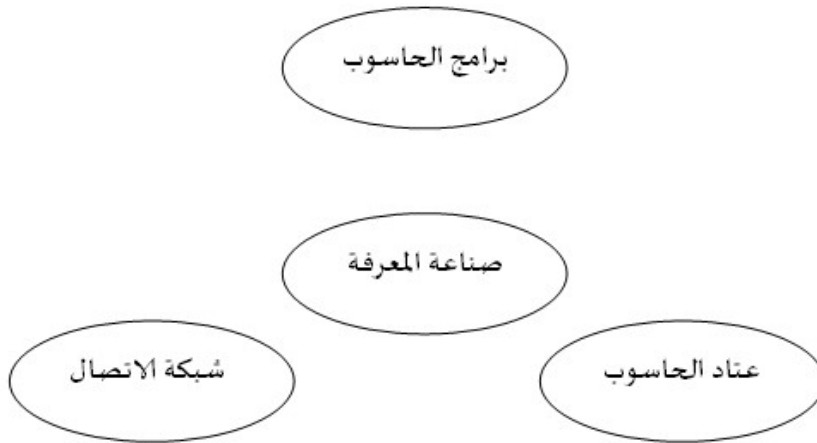 برامج الحاسوب
صناعة المعرفة
عتاد الحاسوب
شبكة الاتصال